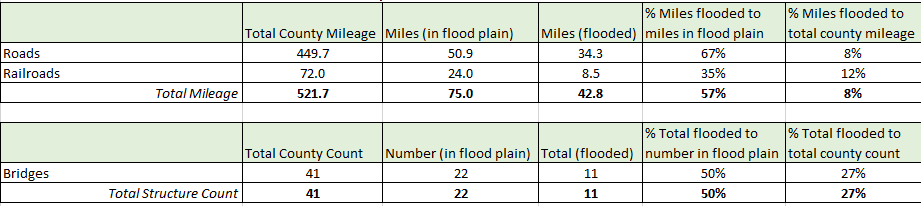 % Miles flooded to % Miles flooded to
Total County Mileage Miles (in flood plain) Miles (flooded) miles in flood plain total county mileage
Roads 449.7 50.9 34.3 67% 8%
Railroads 72.0 24.0 8.5 35% 12%
Total Mileage 521.7 75.0 42.8 57% 8%
% Total flooded to % Total flooded to
Total County Count Number (in flood plain) Total (flooded) number in flood plain total county count
Bridges 41 22 11 50% 27%
Total Structure Count 41 22 11 50% 27%